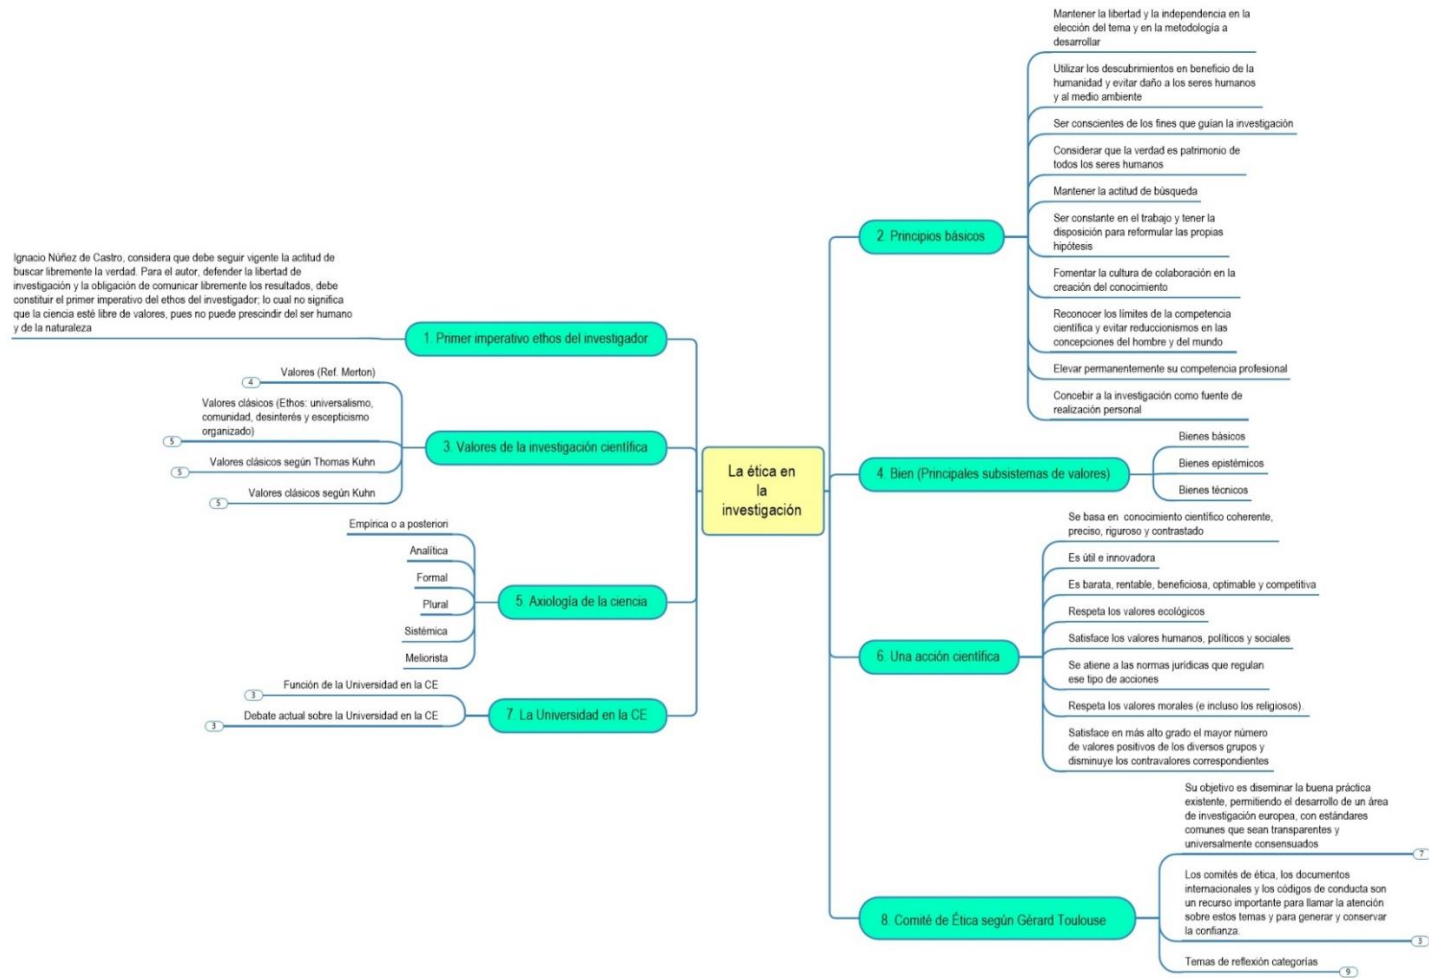 La ética en
la
investigación
1. Primer imperativo ethos del investigador
Ignacio Núñez de Castro, considera que debe seguir vigente la actitud de
buscar libremente la verdad. Para el autor, defender la libertad de
investigación y la obligación de comunicar libremente los resultados, debe
constituir el primer imperativo del ethos del investigador; lo cual no significa
que la ciencia esté libre de valores, pues no puede prescindir del ser humano
y de la naturaleza
2. Principios básicos
Mantener la libertad y la independencia en la
elección del tema y en la metodología a
desarrollar
Utilizar los descubrimientos en beneficio de la
humanidad y evitar daño a los seres humanos
y al medio ambiente
Ser conscientes de los fines que guían la investigación
Considerar que la verdad es patrimonio de
todos los seres humanos
Mantener la actitud de búsqueda
Ser constante en el trabajo y tener la
disposición para reformular las propias
hipótesis
Fomentar la cultura de colaboración en la
creación del conocimiento
Reconocer los límites de la competencia
científica y evitar reduccionismos en las
concepciones del hombre y del mundo
Elevar permanentemente su competencia profesional
Concebir a la investigación como fuente de
realización personal
3. Valores de la investigación científica
Valores (Ref. Merton)
4
Valores clásicos (Ethos: universalismo,
comunidad, desinterés y escepticismo
organizado)
5
Valores clásicos según Thomas Kuhn
5
Valores clásicos según Kuhn
5
4. Bien (Principales subsistemas de valores)
Bienes básicos
Bienes epistémicos
Bienes técnicos
5. Axiología de la ciencia
Empírica o a posteriori
Analítica
Formal
Plural
Sistémica
Meliorista
6. Una acción científica
Se basa en conocimiento científico coherente,
preciso, riguroso y contrastado
Es útil e innovadora
Es barata, rentable, beneficiosa, optimable y competitiva
Respeta los valores ecológicos
Satisface los valores humanos, políticos y sociales
Se atiene a las normas jurídicas que regulan
ese tipo de acciones
Respeta los valores morales (e incluso los religiosos).
Satisface en más alto grado el mayor número
de valores positivos de los diversos grupos y
disminuye los contravalores correspondientes
7. La Universidad en la CE
Función de la Universidad en la CE
3
Debate actual sobre la Universidad en la CE
3
8. Comité de Ética según Gérard Toulouse
Su objetivo es diseminar la buena práctica
existente, permitiendo el desarrollo de un área
de investigación europea, con estándares
comunes que sean transparentes y
universalmente consensuados
7
Los comités de ética, los documentos
internacionales y los códigos de conducta son
un recurso importante para llamar la atención
sobre estos temas y para generar y conservar
la confianza.
3
Temas de reflexión categorías
9